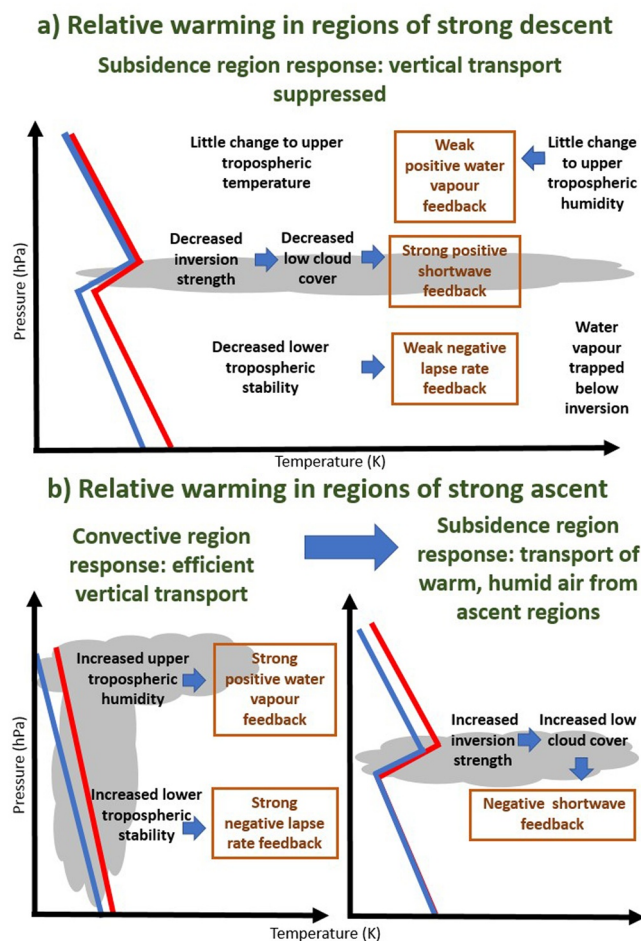 a) Relative warming in regions of strong descent
Subsidence region response: vertical transport
suppressed
Pressure (hPa)
Little change to upper
tropospheric
temperature
Weak
positive water
vapour
feedback
Little change
to upper
tropospheric
humidity
Decreased
inversion
strength
Decreased
low cloud
cover
Strong positive
shortwave
feedback
Decreased lower
tropospheric
stability
Weak negative
lapse rate
feedback
Water
vapour
trapped
below
inversion
Temperature (K)
b) Relative warming in regions of strong ascent
Convective region
response: efficient
vertical transport
Subsidence region
response: transport of
warm, humid air from
ascent regions
Pressure (hPa)
Increased upper
tropospheric
humidity
Strong
positive water
vapour
feedback
Increased lower
tropospheric
stability
Strong
negative lapse
rate feedback
Increased
inversion
strength
Increased low
cloud cover
Negative shortwave
feedback
Temperature (K)